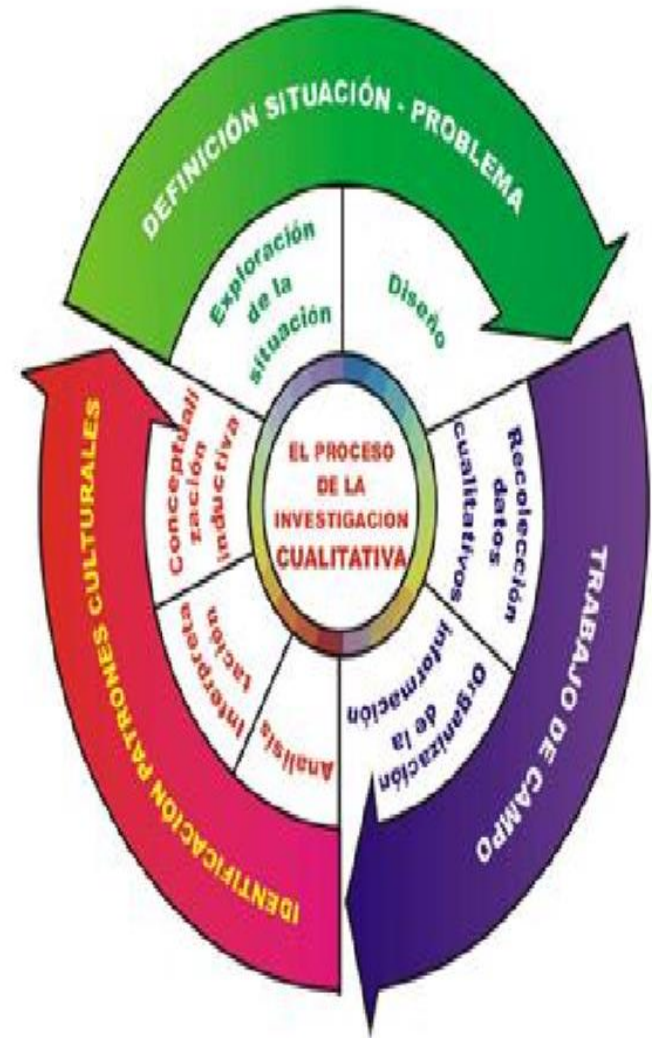 DEFINICIÓN SITUACIÓN - PROBLEMA
Exploración
de la
situación
Diseño
TRABAJO DE CAMPO
Recolección
datos
cualitativos
Organización
de la
información
IDENTIFICACIÓN PATRONES CULTURALES
Analisis
Interpreta
tación
Conceptuali
zación
inductiva
EL PROCESO
DE LA
INVESTIGACION
CUALITATIVA